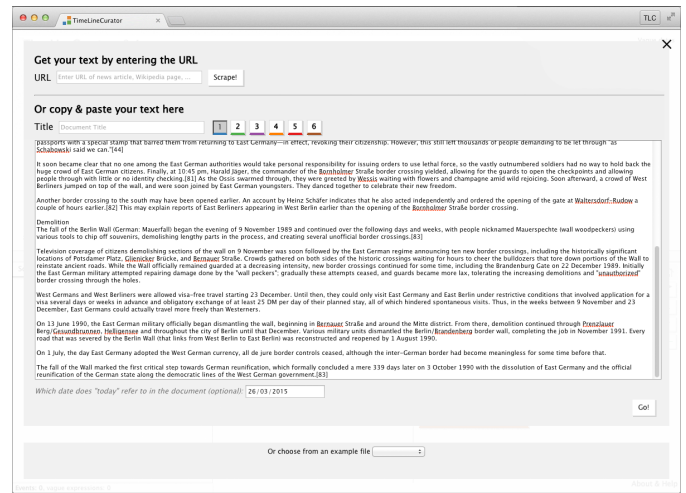 TimeLineCurator
TLC
Get your text by entering the URL
URL Enter URL of news article, Wikipedia page, ... Scrape!
Or copy & paste your text here
Title Document Title 1 2 3 4 5 6
passports with a special stamp that barred them from returning to East Germany—in effect, revoking their citizenship. However, this still left thousands of people demanding to be let through "as
Schabowski said we can."[44]
It soon became clear that no one among the East German authorities would take personal responsibility for issuing orders to use lethal force, so the vastly outnumbered soldiers had no way to hold back the
huge crowd of East German citizens. Finally, at 10:45 pm, Harald Jäger, the commander of the Bornholmer Straße border crossing yielded, allowing for the guards to open the checkpoints and allowing
people through with little or no identity checking.[81] As the Ossis swarmed through, they were greeted by Wessis waiting with flowers and champagne amid wild rejoicing. Soon afterward, a crowd of West
Berliners jumped on top of the wall, and were soon joined by East German youngsters. They danced together to celebrate their new freedom.
Another border crossing to the south may have been opened earlier. An account by Heinz Schäfer indicates that he also acted independently and ordered the opening of the gate at Waltersdorf-Rudow a
couple of hours earlier.[82] This may explain reports of East Berliners appearing in West Berlin earlier than the opening of the Bornholmer Straße border crossing.
Demolition
The fall of the Berlin Wall (German: Mauerfall) began the evening of 9 November 1989 and continued over the following days and weeks, with people nicknamed Mauerspechte (wall woodpeckers) using
various tools to chip off souvenirs, demolishing lengthy parts in the process, and creating several unofficial border crossings.[83]
Television coverage of citizens demolishing sections of the wall on 9 November was soon followed by the East German regime announcing ten new border crossings, including the historically significant
locations of Potsdamer Platz, Glienicker Brücke, and Bernauer Straße. Crowds gathered on both sides of the historic crossings waiting for hours to cheer the bulldozers that tore down portions of the Wall to
reinstate ancient roads. While the Wall officially remained guarded at a decreasing intensity, new border crossings continued for some time, including the Brandenburg Gate on 22 December 1989. Initially
the East German military attempted repairing damage done by the "wall peckers"; gradually these attempts ceased, and guards became more lax, tolerating the increasing demolitions and "unauthorized"
border crossing through the holes.
West Germans and West Berliners were allowed visa-free travel starting 23 December. Until then, they could only visit East Germany and East Berlin under restrictive conditions that involved application for a
visa several days or weeks in advance and obligatory exchange of at least 25 DM per day of their planned stay, all of which hindered spontaneous visits. Thus, in the weeks between 9 November and 23
December, East Germans could actually travel more freely than Westerners.
On 13 June 1990, the East German military officially began dismantling the wall, beginning in Bernauer Straße and around the Mitte district. From there, demolition continued through Prenzlauer
Berg/Gesundbrunnen, Heiligensee and throughout the city of Berlin until that December. Various military units dismantled the Berlin/Brandenberg border wall, completing the job in November 1991. Every
road that was severed by the Berlin Wall (that links from West Berlin to East Berlin) was reconstructed and reopened by 1 August 1990.
On 1 July, the day East Germany adopted the West German currency, all de jure border controls ceased, although the inter-German border had become meaningless for some time before that.
The fall of the Wall marked the first critical step towards German reunification, which formally concluded a mere 339 days later on 3 October 1990 with the dissolution of East Germany and the official
reunification of the German state along the democratic lines of the West German government.[83]
Which date does "today" refer to in the document (optional): 26/03/2015
Go!
Or choose from an example file
About & Help